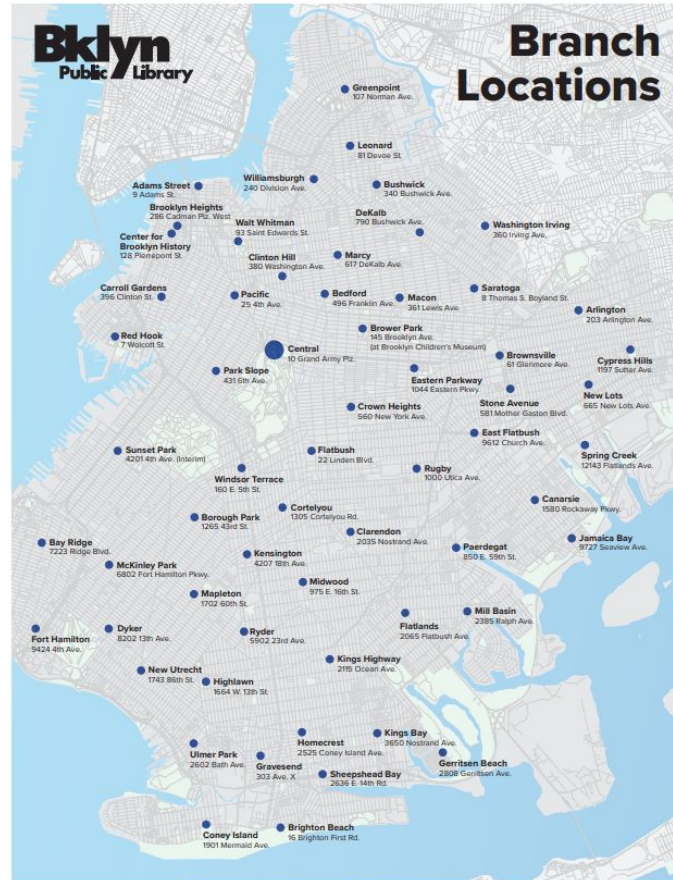 Bklyn
Public Library
Branch
Locations
Greenpoint
107 Norman Ave.
Leonard
81 Devoe St.
Williamsburgh
240 Division Ave.
Bushwick
340 Bushwick Ave.
Adams Street
9 Adams St.
Brooklyn Heights
286 Cadman Plz. West
Center for
Brooklyn History
128 Pierrepont St.
Walt Whitman
93 Saint Edwards St.
DeKalb
790 Bushwick Ave.
Washington Irving
360 Irving Ave.
Clinton Hill
380 Washington Ave.
Marcy
617 DeKalb Ave.
Carroll Gardens
396 Clinton St.
Pacific
25 4th Ave.
Bedford
496 Franklin Ave.
Macon
361 Lewis Ave.
Saratoga
8 Thomas S. Boyland St.
Arlington
203 Arlington Ave.
Red Hook
7 Wolcott St.
Brower Park
145 Brooklyn Ave.
(at Brooklyn Children's Museum)
Central
10 Grand Army Plz.
Brownsville
61 Glenmore Ave.
Cypress Hills
1197 Sutter Ave.
Park Slope
431 6th Ave.
Eastern Parkway
1044 Eastern Pkwy.
Stone Avenue
581 Mother Gaston Blvd.
New Lots
665 New Lots Ave.
Crown Heights
560 New York Ave.
East Flatbush
9612 Church Ave.
Sunset Park
4201 4th Ave. (Interim)
Flatbush
22 Linden Blvd.
Spring Creek
12143 Flatlands Ave.
Windsor Terrace
160 E. 5th St.
Rugby
1000 Utica Ave.
Canarsie
1580 Rockaway Pkwy.
Borough Park
1265 43rd St.
Cortelyou
1305 Cortelyou Rd.
Clarendon
2035 Nostrand Ave.
Jamaica Bay
9727 Seaview Ave.
Bay Ridge
7223 Ridge Blvd.
Kensington
4207 18th Ave.
Paerdegat
850 E. 59th St.
McKinley Park
6802 Fort Hamilton Pkwy.
Midwood
975 E. 16th St.
Mapleton
1702 60th St.
Mill Basin
2385 Ralph Ave.
Flatlands
2065 Flatbush Ave.
Fort Hamilton
9424 4th Ave.
Dyker
8202 13th Ave.
Ryder
5902 23rd Ave.
Kings Highway
2115 Ocean Ave.
New Utrecht
1743 86th St.
Highlawn
1664 W. 13th St.
Kings Bay
3650 Nostrand Ave.
Homecrest
2525 Coney Island Ave.
Ulmer Park
2602 Bath Ave.
Gravesend
303 Ave. X
Gerritsen Beach
2808 Gerritsen Ave.
Sheepshead Bay
2636 E. 14th Rd.
Coney Island
1901 Mermaid Ave.
Brighton Beach
16 Brighton First Rd.